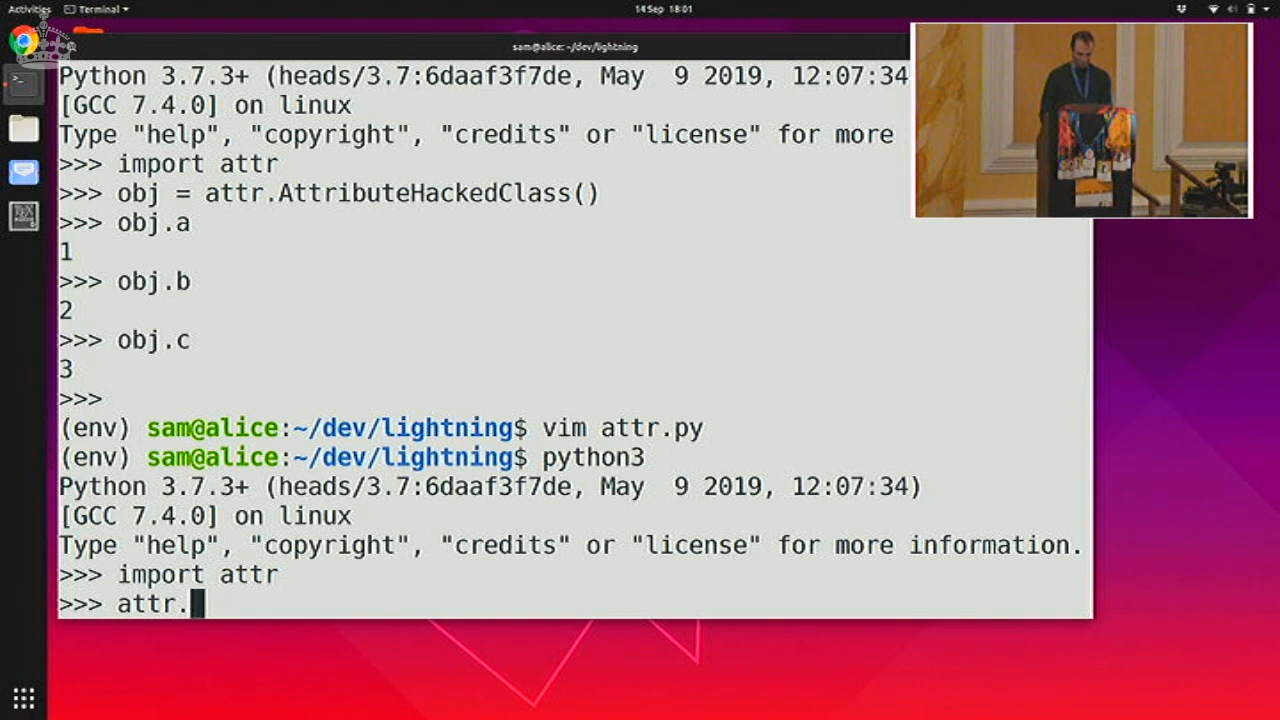 Activities
Terminal
14 Sep 18:01
sam@alice: ~/dev/lightning
Python 3.7.3+ (heads/3.7:6daaf3f7de, May  9 2019, 12:07:34
[GCC 7.4.0] on linux
Type "help", "copyright", "credits" or "license" for more
>>> import attr
>>> obj = attr.AttributeHackedClass()
>>> obj.a
1
>>> obj.b
2
>>> obj.c
3
>>>
(env) sam@alice:~/dev/lightning$ vim attr.py
(env) sam@alice:~/dev/lightning$ python3
Python 3.7.3+ (heads/3.7:6daaf3f7de, May  9 2019, 12:07:34)
[GCC 7.4.0] on linux
Type "help", "copyright", "credits" or "license" for more information.
>>> import attr
>>> attr.